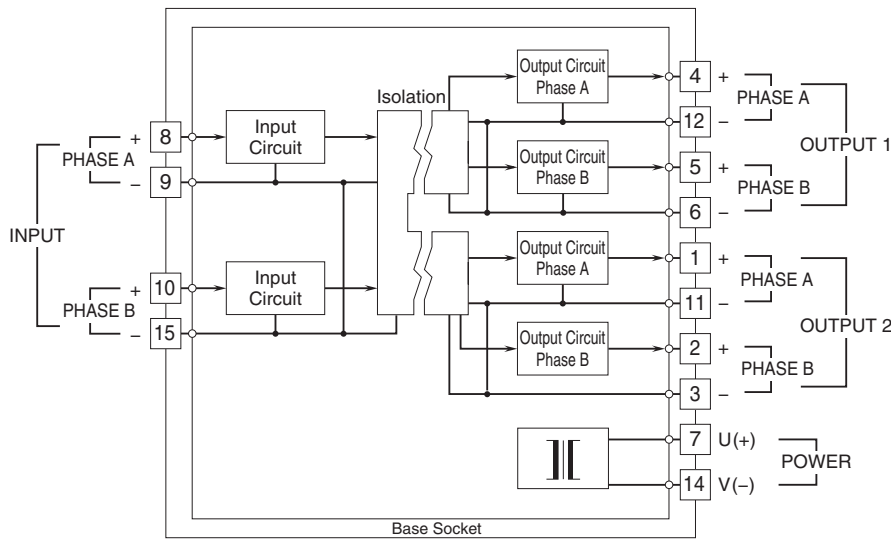 Isolation
INPUT
PHASE A
+ 8
− 9
Input
Circuit
PHASE B
+ 10
− 15
Input
Circuit
Output Circuit
Phase A
4 +
12 −
PHASE A
Output Circuit
Phase B
5 +
6 −
PHASE B
OUTPUT 1
Output Circuit
Phase A
1 +
11 −
PHASE A
Output Circuit
Phase B
2 +
3 −
PHASE B
OUTPUT 2
7 U(+)
14 V(−)
POWER
Base Socket